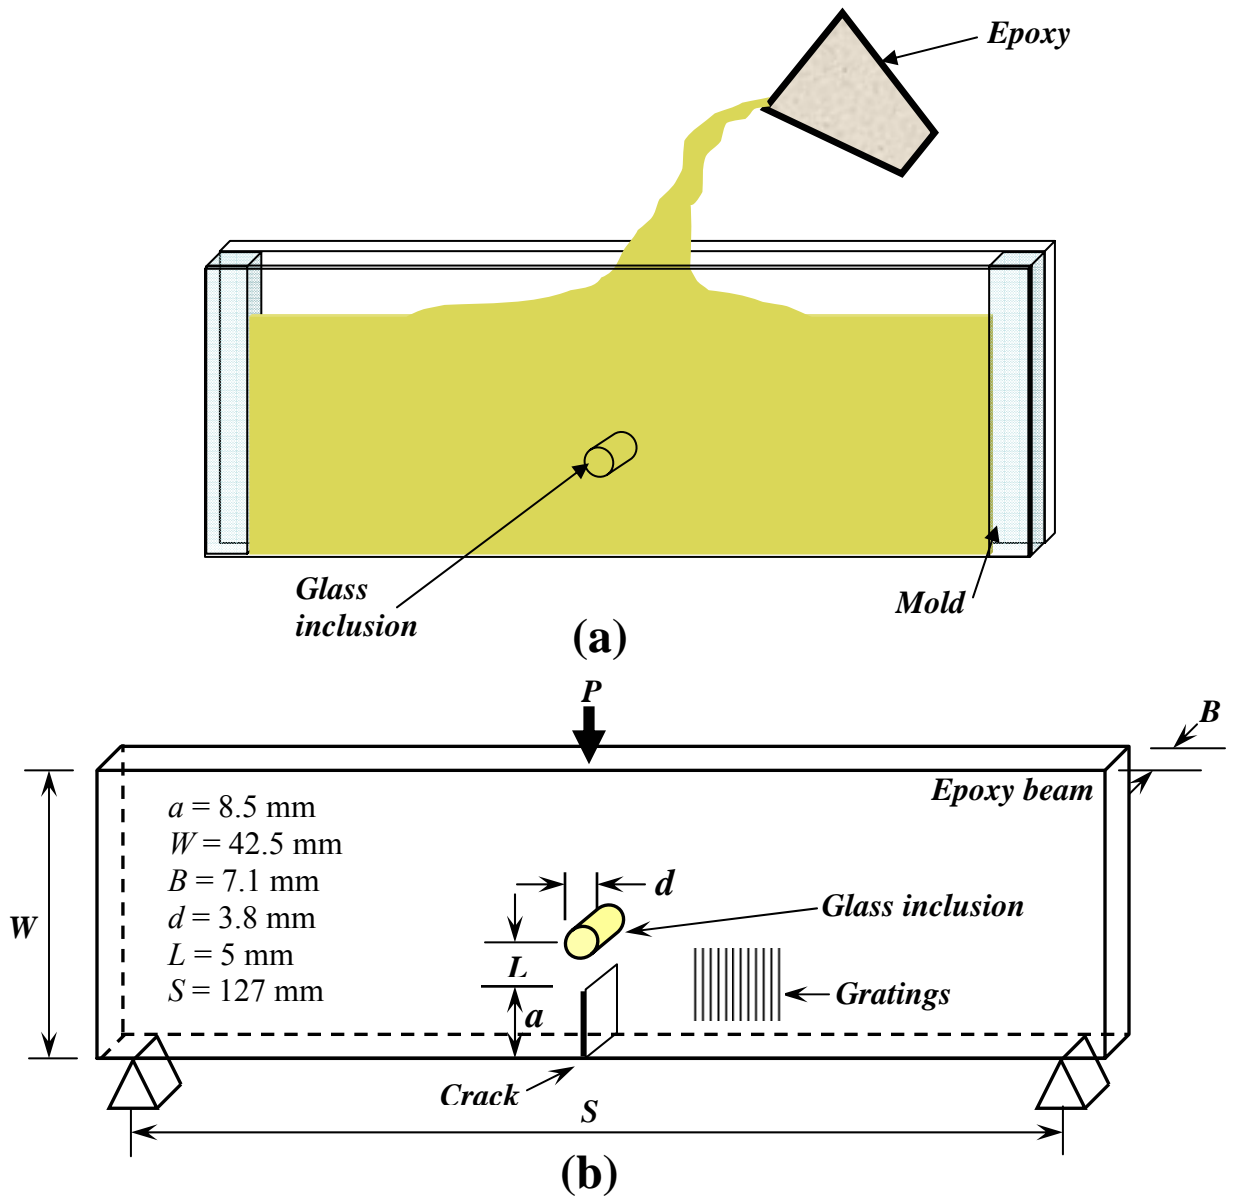 Epoxy
Glass
inclusion
Mold
(a)
P
B
Epoxy beam
a = 8.5 mm
W = 42.5 mm
B = 7.1 mm
d = 3.8 mm
L = 5 mm
S = 127 mm
d
Glass inclusion
W
L
Gratings
a
Crack
S
(b)